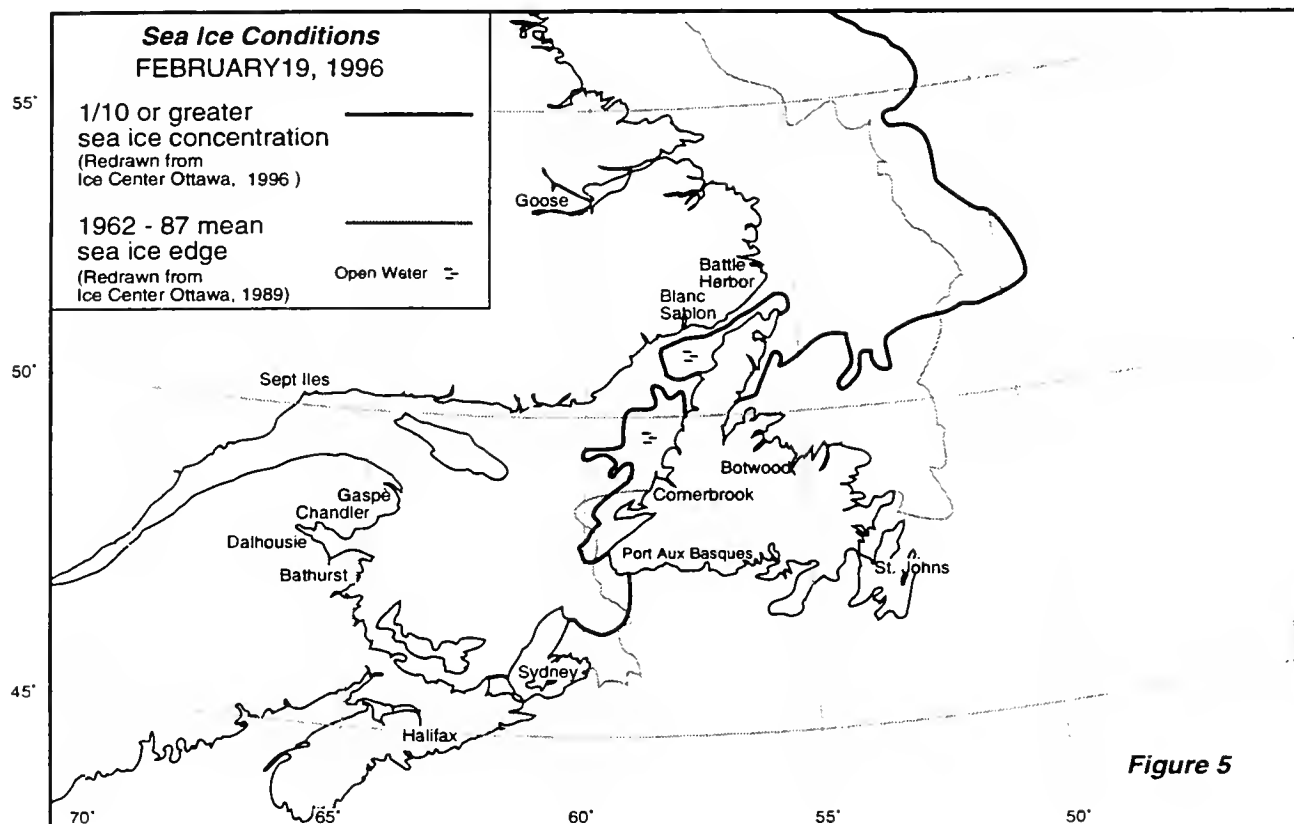 Sea Ice Conditions
FEBRUARY19, 1996
1/10 or greater
sea ice concentration
(Redrawn from
Ice Center Ottawa, 1996 )
1962 - 87 mean
sea ice edge
(Redrawn from
Ice Center Ottawa, 1989)
Open Water
55°
50°
45°
Goose
Battle
Harbor
Blanc
Sablon
Sept Iles
Botwood
Cornerbrook
Gaspè
Chandler
Dalhousie
Bathurst
Port Aux Basques
St. Johns
Sydney
Halifax
Figure 5
70°
65°
60°
55°
50°